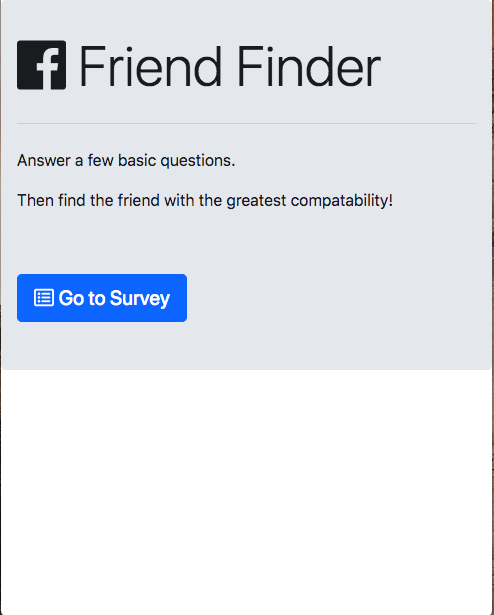 Friend Finder
Answer a few basic questions.
Then find the friend with the greatest compatability!
Go to Survey